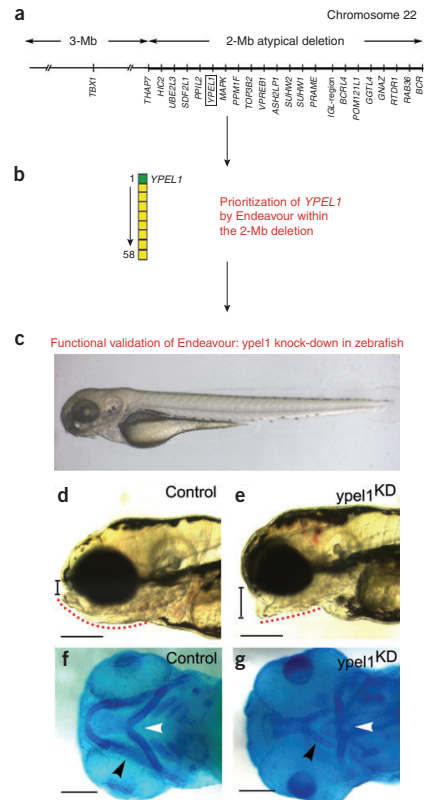 a
Chromosome 22
3-Mb
2-Mb atypical deletion
TBX1
THAP7
HIC2
UBE2L3
SDF2L1
PPIL2
YPEL1
MAPK
PPM1F
TOP3B2
VPREB1
ASH2LP1
SUHW2
SUHW1
PRAME
IGL-region
BCRL4
POM121L1
GGTL4
GNAZ
RTDR1
RAB36
BCR
b
1
YPEL1
58
Prioritization of YPEL1
by Endeavour within
the 2-Mb deletion
c
Functional validation of Endeavour: ypel1 knock-down in zebrafish
d
Control
e
ypel1KD
f
Control
g
ypel1KD